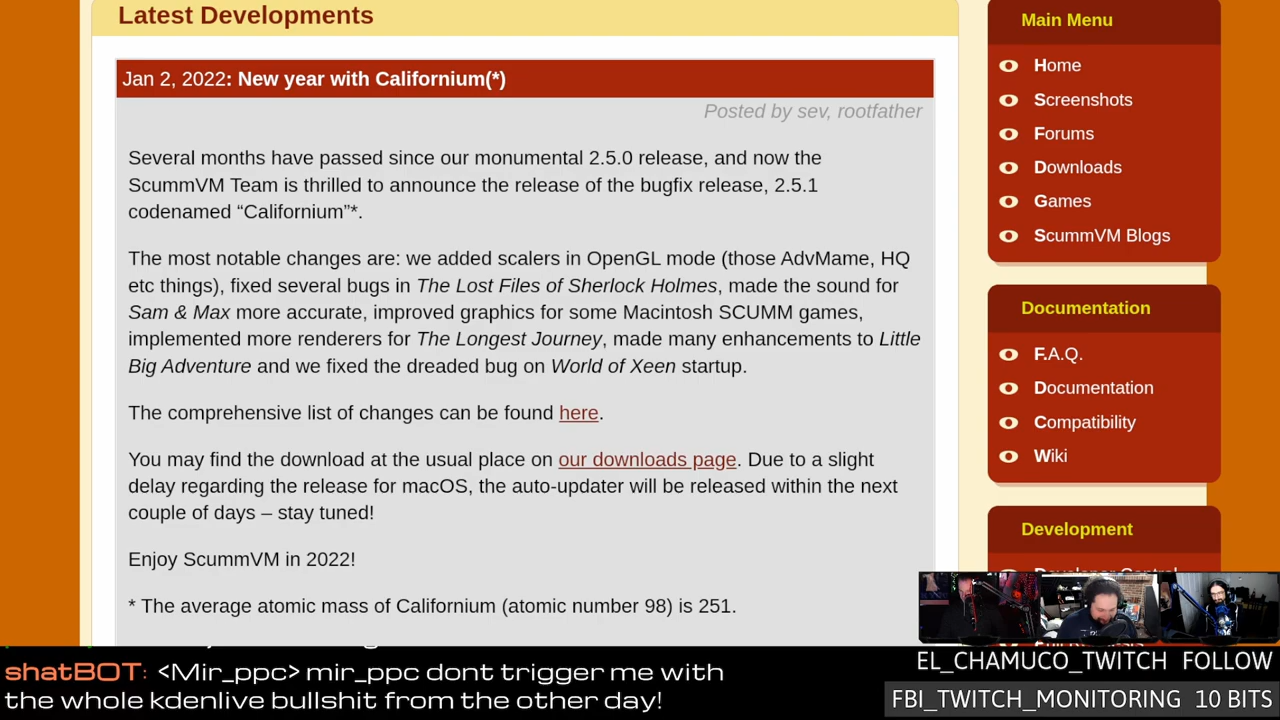 Latest Developments
Jan 2, 2022: New year with Californium(*)
Posted by sev, rootfather
Several months have passed since our monumental 2.5.0 release, and now the
ScummVM Team is thrilled to announce the release of the bugfix release, 2.5.1
codenamed “Californium”*.
The most notable changes are: we added scalers in OpenGL mode (those AdvMame, HQ
etc things), fixed several bugs in The Lost Files of Sherlock Holmes, made the sound for
Sam & Max more accurate, improved graphics for some Macintosh SCUMM games,
implemented more renderers for The Longest Journey, made many enhancements to Little
Big Adventure and we fixed the dreaded bug on World of Xeen startup.
The comprehensive list of changes can be found here.
You may find the download at the usual place on our downloads page. Due to a slight
delay regarding the release for macOS, the auto-updater will be released within the next
couple of days – stay tuned!
Enjoy ScummVM in 2022!
* The average atomic mass of Californium (atomic number 98) is 251.
Main Menu
Home
Screenshots
Forums
Downloads
Games
ScummVM Blogs
Documentation
F.A.Q.
Documentation
Compatibility
Wiki
Development
shatBOT: <Mir_ppc> mir_ppc dont trigger me with
the whole kdenlive bullshit from the other day!
EL_CHAMUCO_TWITCH FOLLOW
FBI_TWITCH_MONITORING 10 BITS